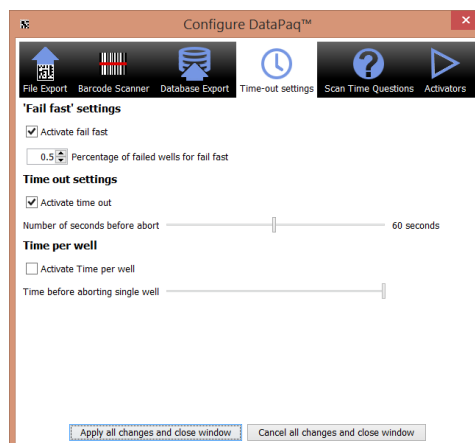 Configure DataPaq™
File Export Barcode Scanner Database Export Time-out settings Scan Time Questions Activators
'Fail fast' settings
Activate fail fast
0.5 Percentage of failed wells for fail fast
Time out settings
Activate time out
Number of seconds before abort 60 seconds
Time per well
Activate Time per well
Time before aborting single well
Apply all changes and close window Cancel all changes and close window